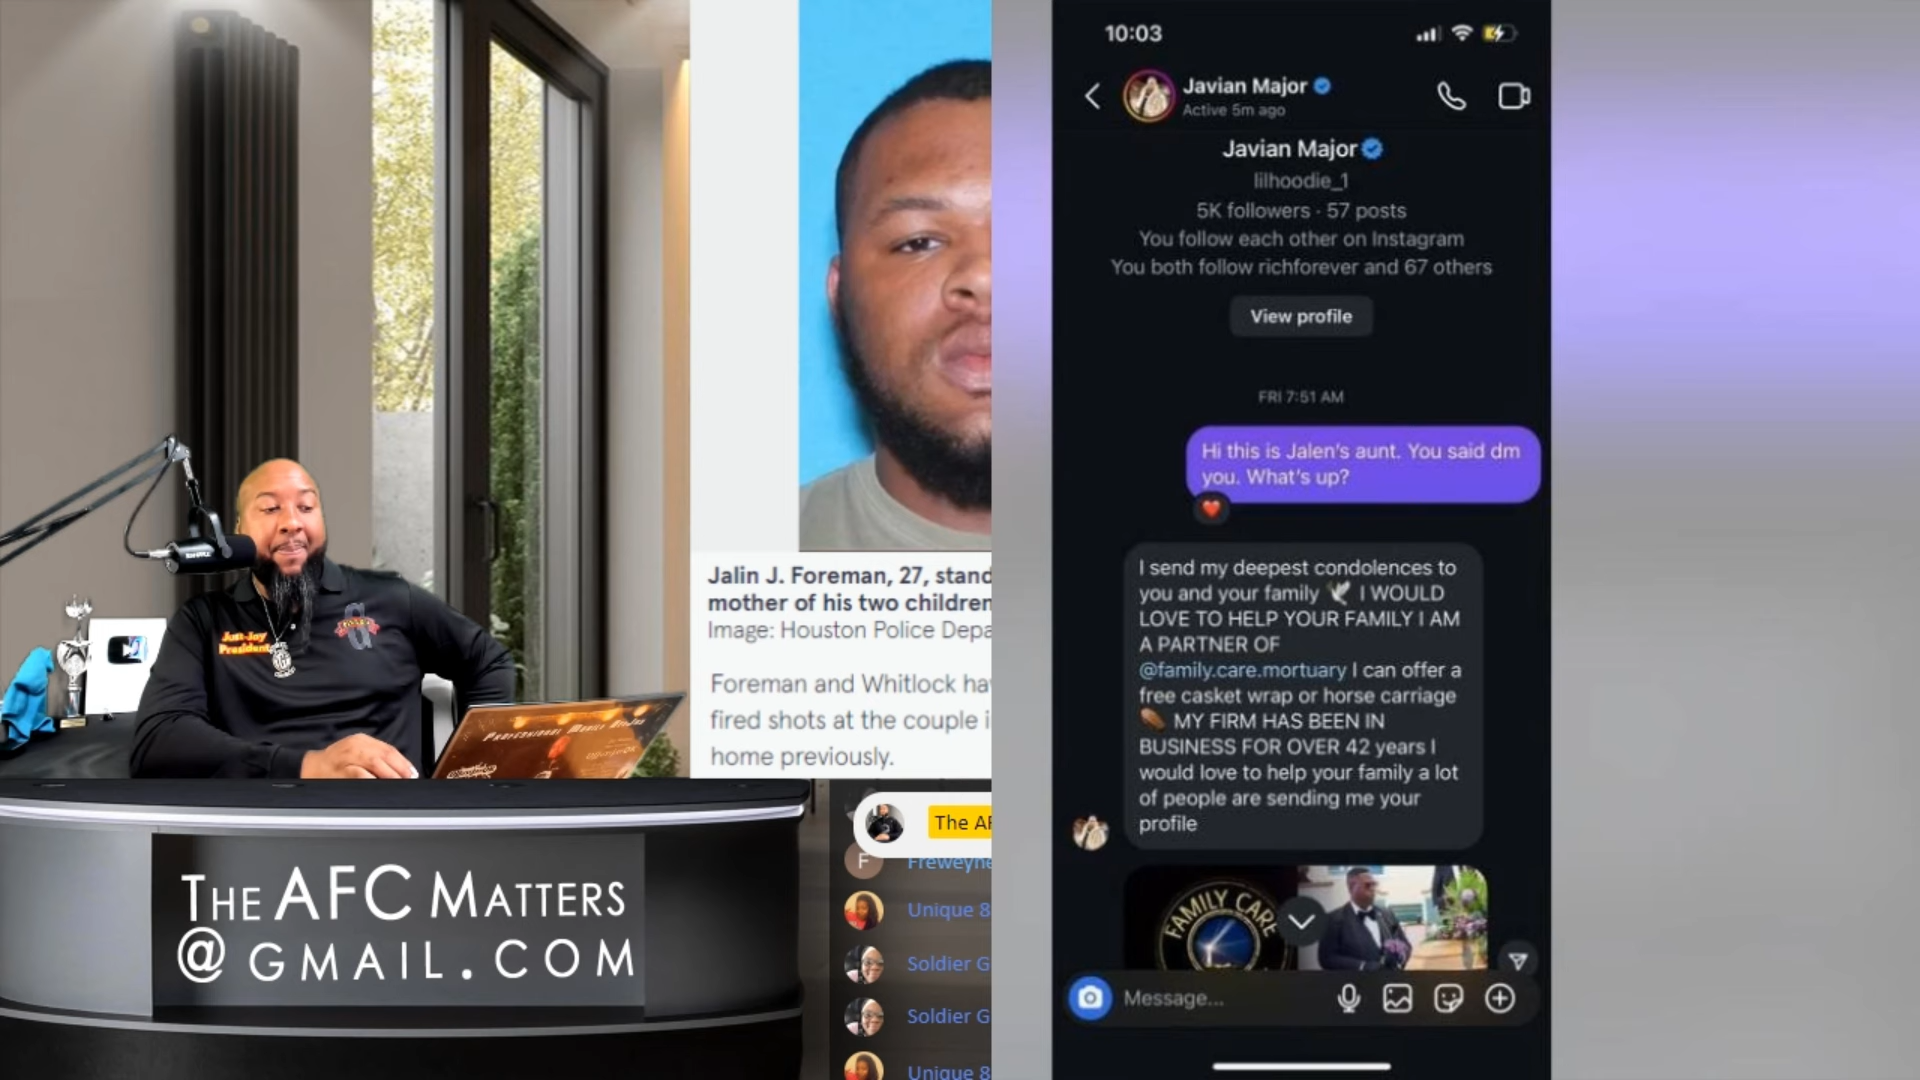 Just-Jay
President
THE AFC MATTERS
@GMAIL.COM
Jalin J. Foreman, 27, stand
mother of his two children
Image: Houston Police Depa
Foreman and Whitlock ha
fired shots at the couple i
home previously.
The AF
F
Freweyne
Unique 8
Soldier G
Soldier G
Unique 8
10:03
Javian Major
Active 5m ago
Javian Major
lilhoodie_1
5K followers · 57 posts
You follow each other on Instagram
You both follow richforever and 67 others
View profile
FRI 7:51 AM
Hi this is Jalen's aunt. You said dm
you. What's up?
I send my deepest condolences to
you and your family 🕊️ I WOULD
LOVE TO HELP YOUR FAMILY I AM
A PARTNER OF
@family.care.mortuary I can offer a
free casket wrap or horse carriage
⚰️ MY FIRM HAS BEEN IN
BUSINESS FOR OVER 42 years I
would love to help your family a lot
of people are sending me your
profile
FAMILY CARE
Message...